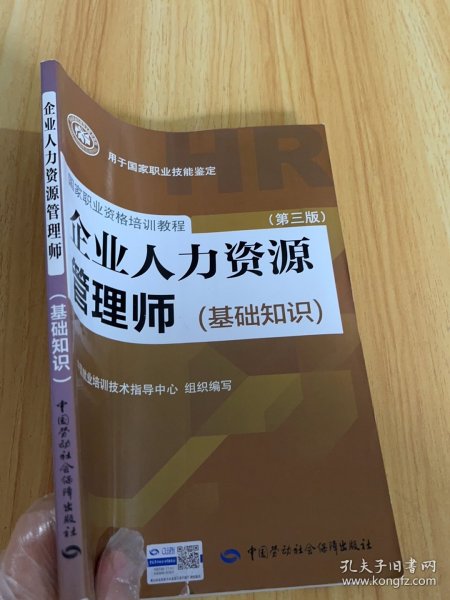 企业人力资源管理师
（基础知识）
中国劳动社会保障出版社
HR
用于国家职业技能鉴定
国家职业资格培训教程
（第三版）
企业人力资源
管理师
（基础知识）
业培训技术指导中心 组织编写
中国劳动社会保障出版社
孔夫子旧书网
www.kongfz.com